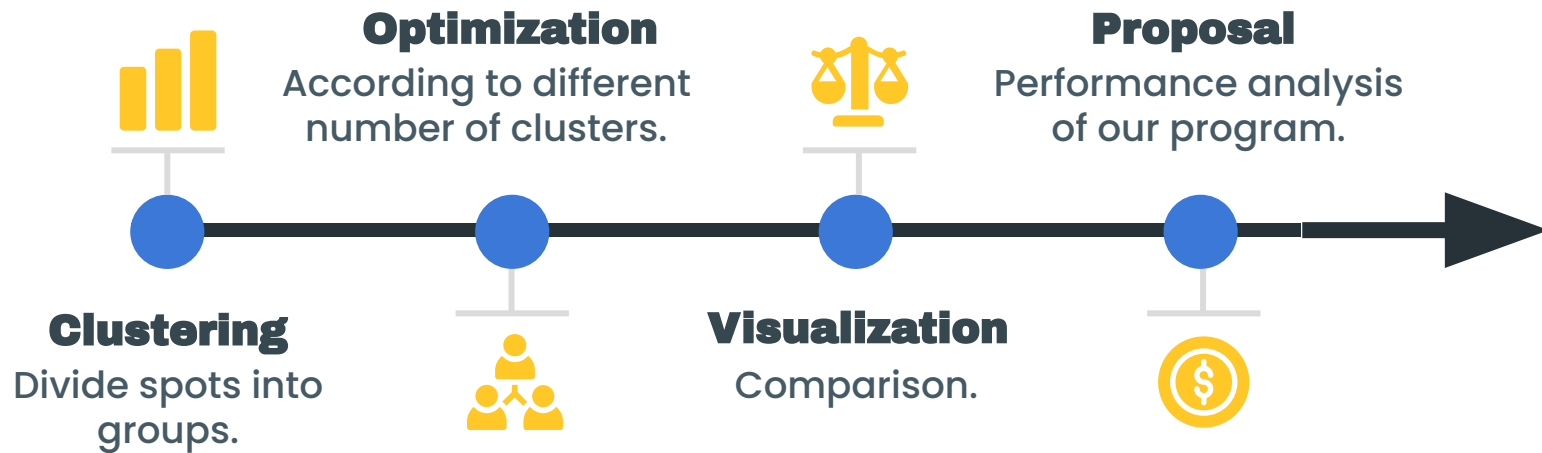 Clustering
Divide spots into
groups.
Optimization
According to different
number of clusters.
Visualization
Comparison.
Proposal
Performance analysis
of our program.
$